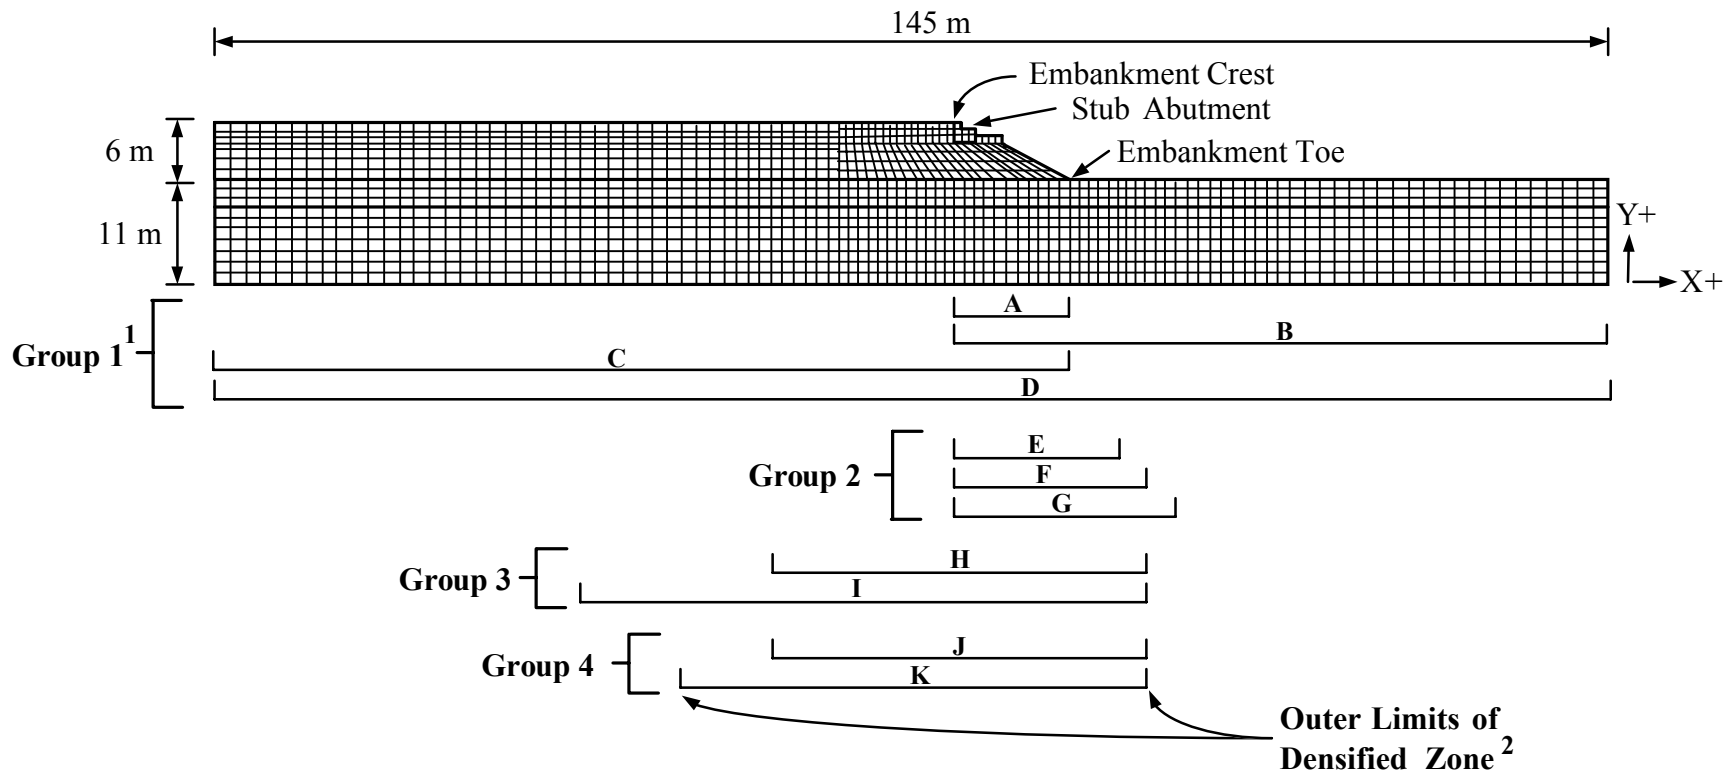 145 m
Embankment Crest
Stub Abutment
Embankment Toe
6 m
11 m
Y+
X+
A
B
Group 1 1
C
D
E
Group 2
F
G
H
Group 3
I
J
Group 4
K
Outer Limits of
Densified Zone 2